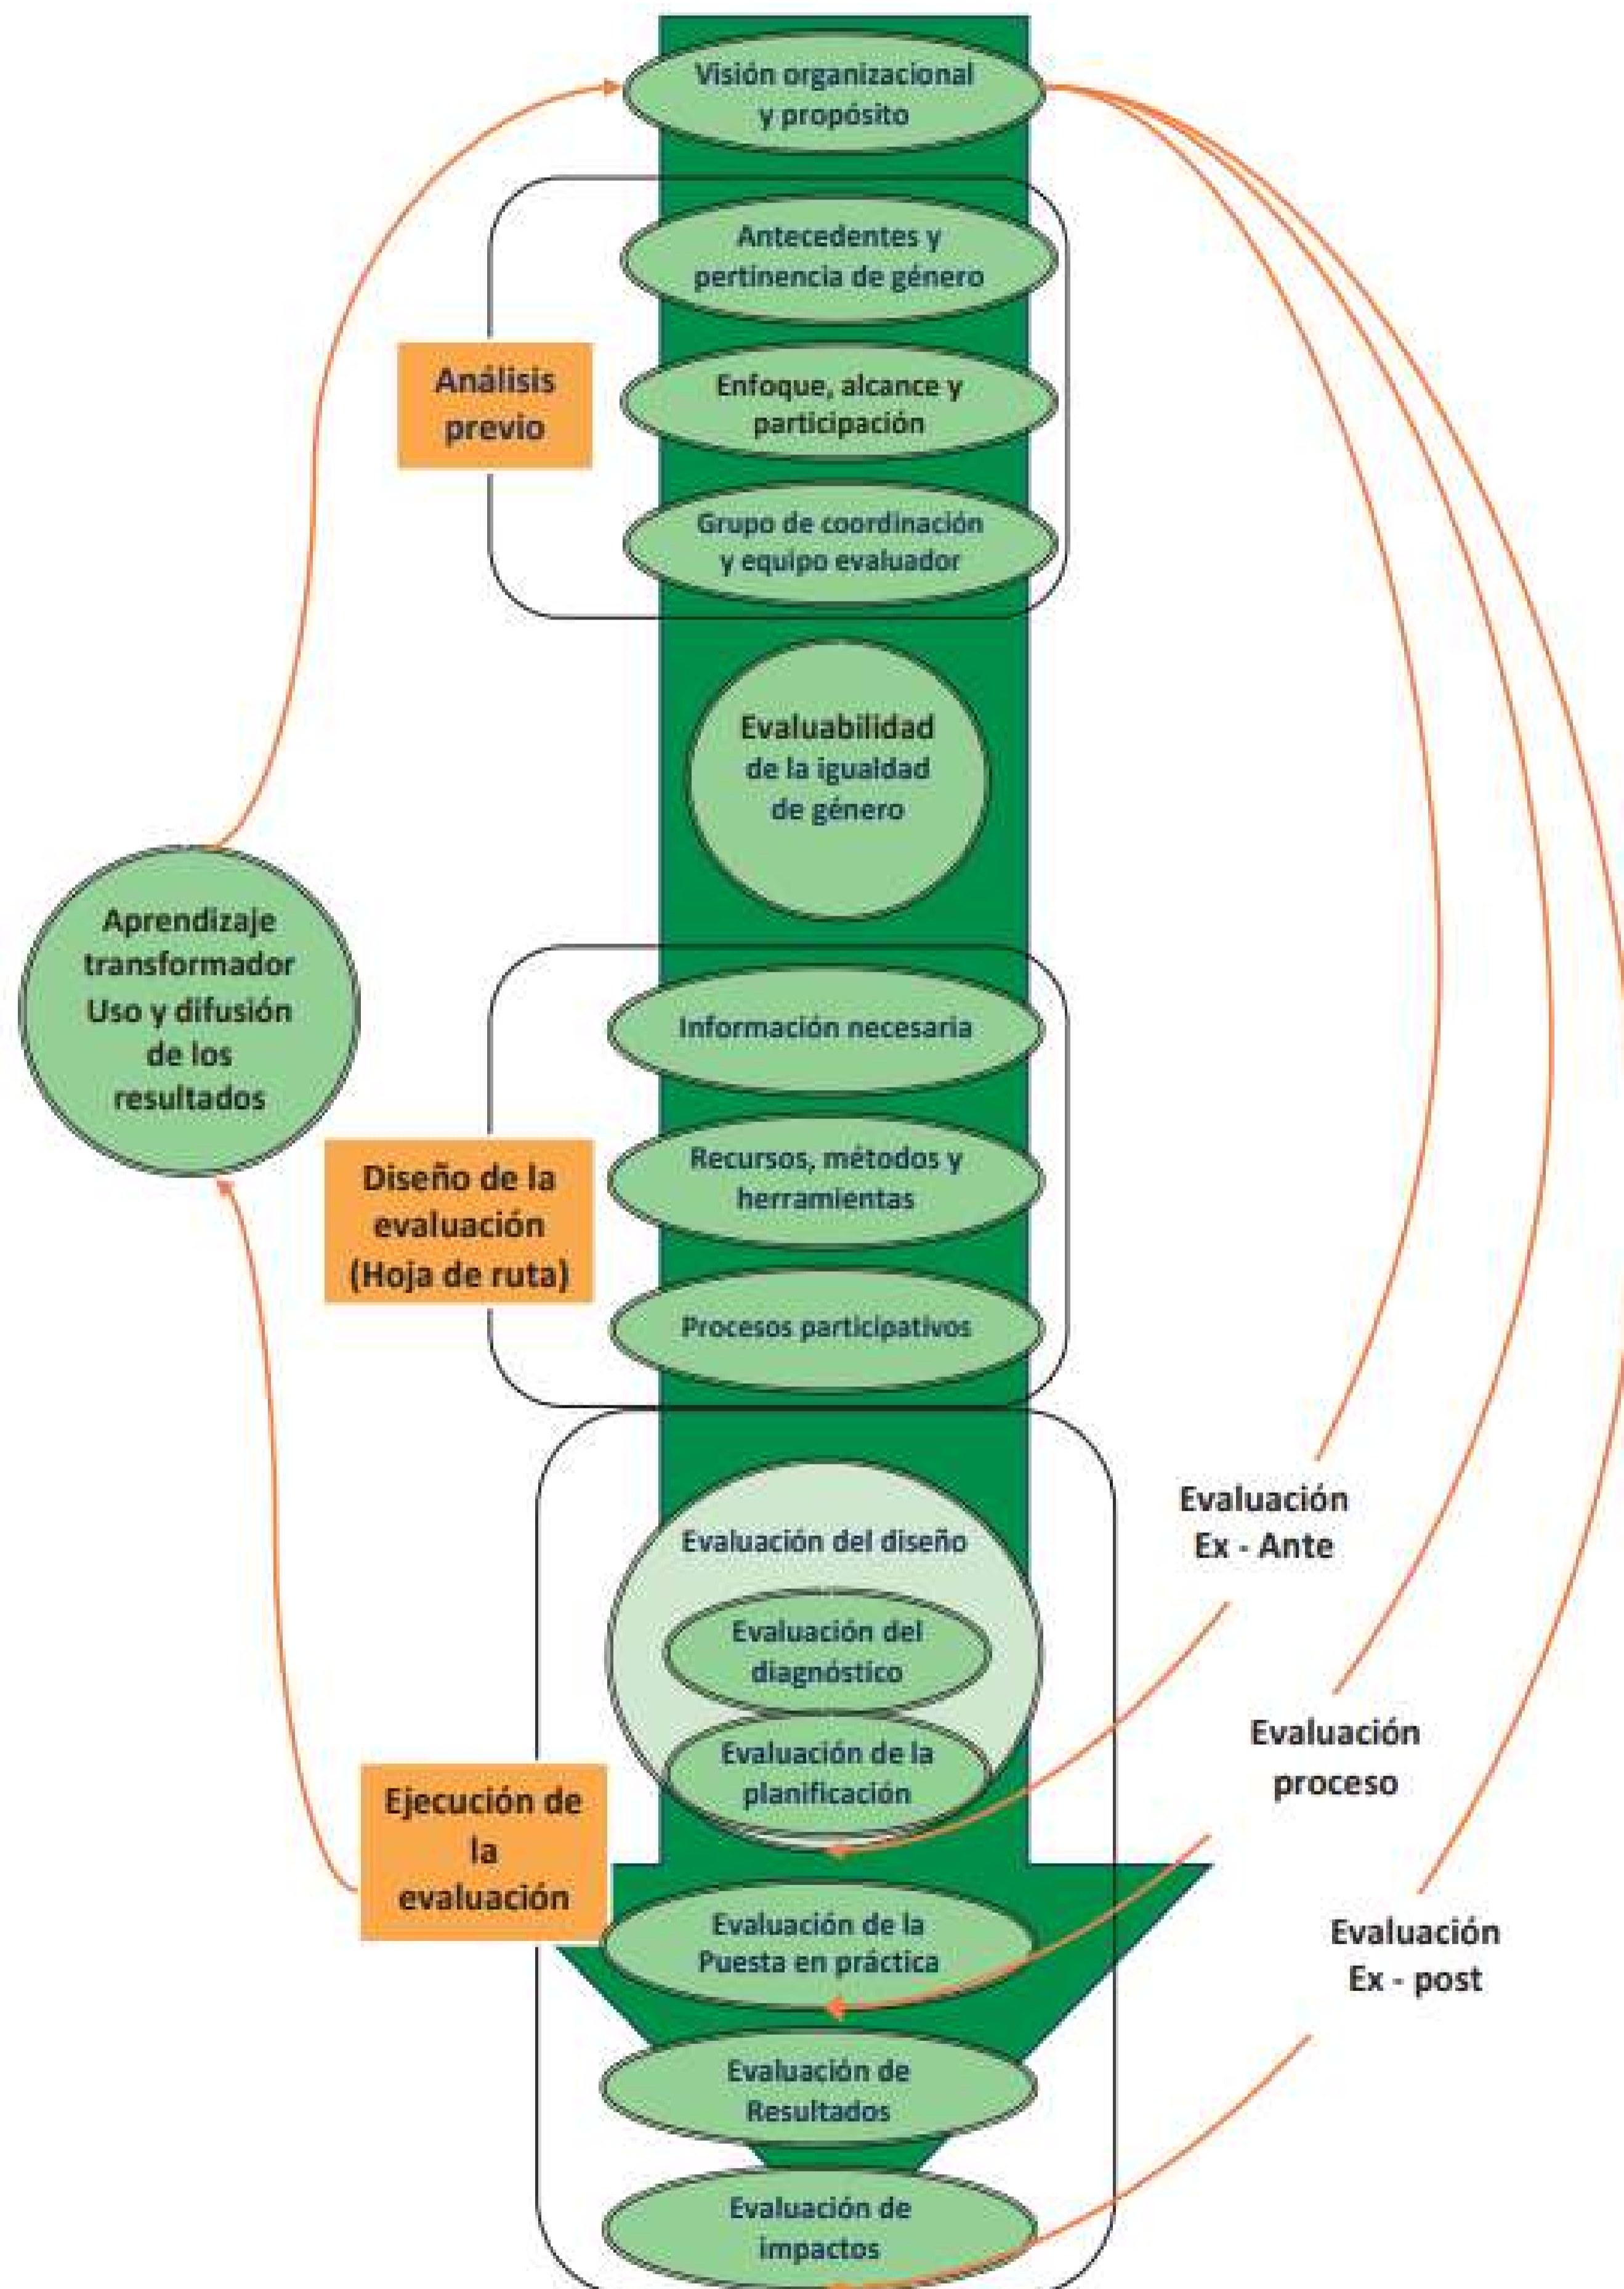 Visión organizacional
y propósito
Antecedentes y
pertinencia de género
Análisis
previo
Enfoque, alcance y
participación
Grupo de coordinación
y equipo evaluador
Evaluabilidad
de la igualdad
de género
Aprendizaje
transformador
Uso y difusión
de los
resultados
Información necesaria
Diseño de la
evaluación
(Hoja de ruta)
Recursos, métodos y
herramientas
Procesos participativos
Evaluación del diseño
Evaluación del
diagnóstico
Evaluación de la
planificación
Evaluación
Ex - Ante
Evaluación
proceso
Ejecución de
la
evaluación
Evaluación de la
Puesta en práctica
Evaluación
Ex - post
Evaluación de
Resultados
Evaluación de
impactos